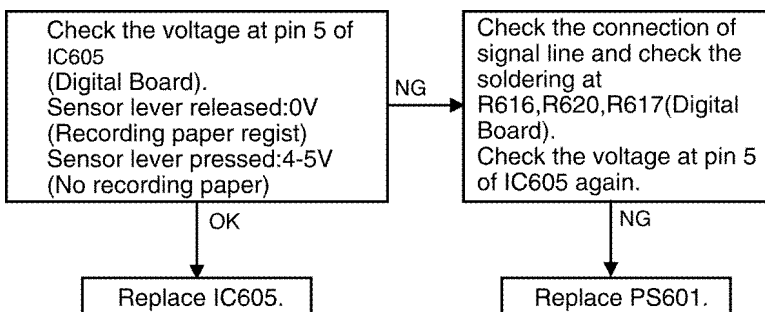 Check the voltage at pin 5 of
IC605
(Digital Board).
Sensor lever released:0V
(Recording paper regist)
Sensor lever pressed:4-5V
(No recording paper)
NG
Check the connection of
signal line and check the
soldering at
R616,R620,R617(Digital
Board).
Check the voltage at pin 5
of IC605 again.
OK
NG
Replace IC605.
Replace PS601.